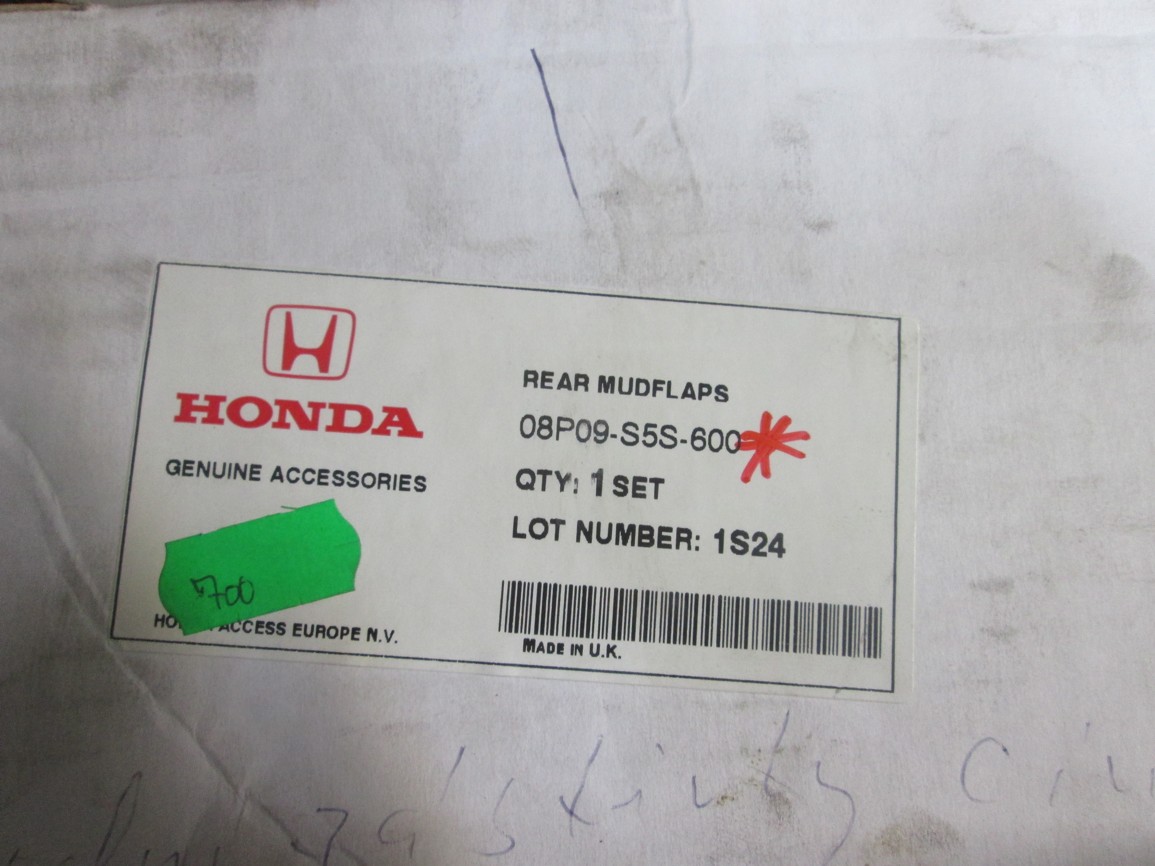 HONDA
GENUINE ACCESSORIES
700
ACCESS EUROPE N.V.
REAR MUDFLAPS
08P09-S5S-600
QTY: 1 SET
LOT NUMBER: 1S24
MADE IN U.K.